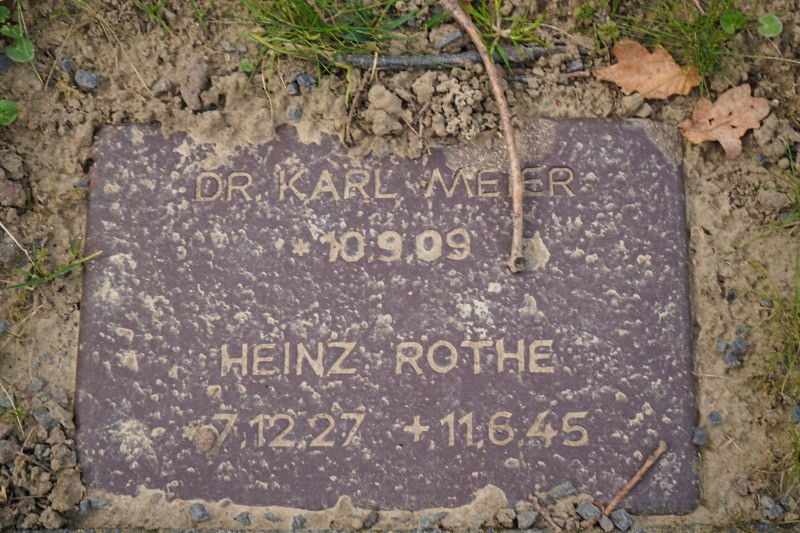 DR. KARL MEIER
* 10.9.09
HEINZ ROTHE
* 7.12.27 + 11.6.45